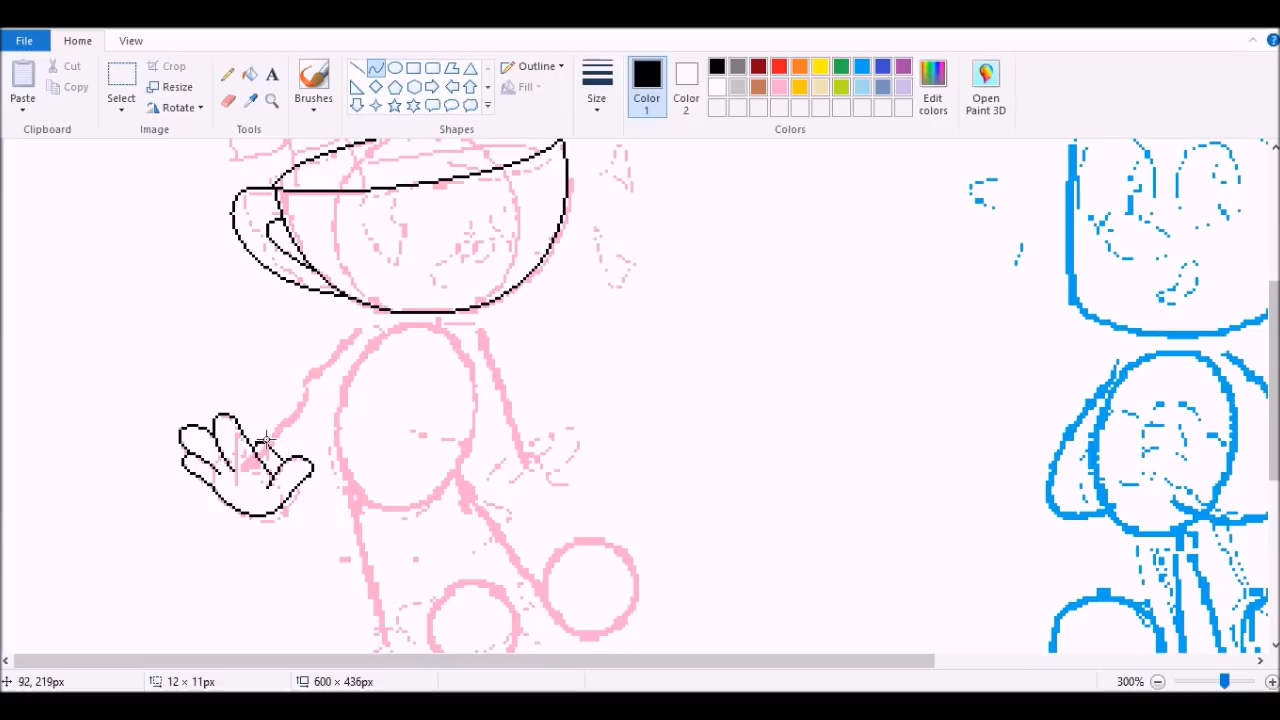 File Home View
Paste
Cut
Copy
Clipboard
Select
Crop
Resize
Rotate
Image
A
Tools
Brushes
Outline
Fill
Shapes
Size
Color 1
Color 2
Edit colors
Colors
Open Paint 3D
92, 219px 12 × 11px 600 × 436px 300%